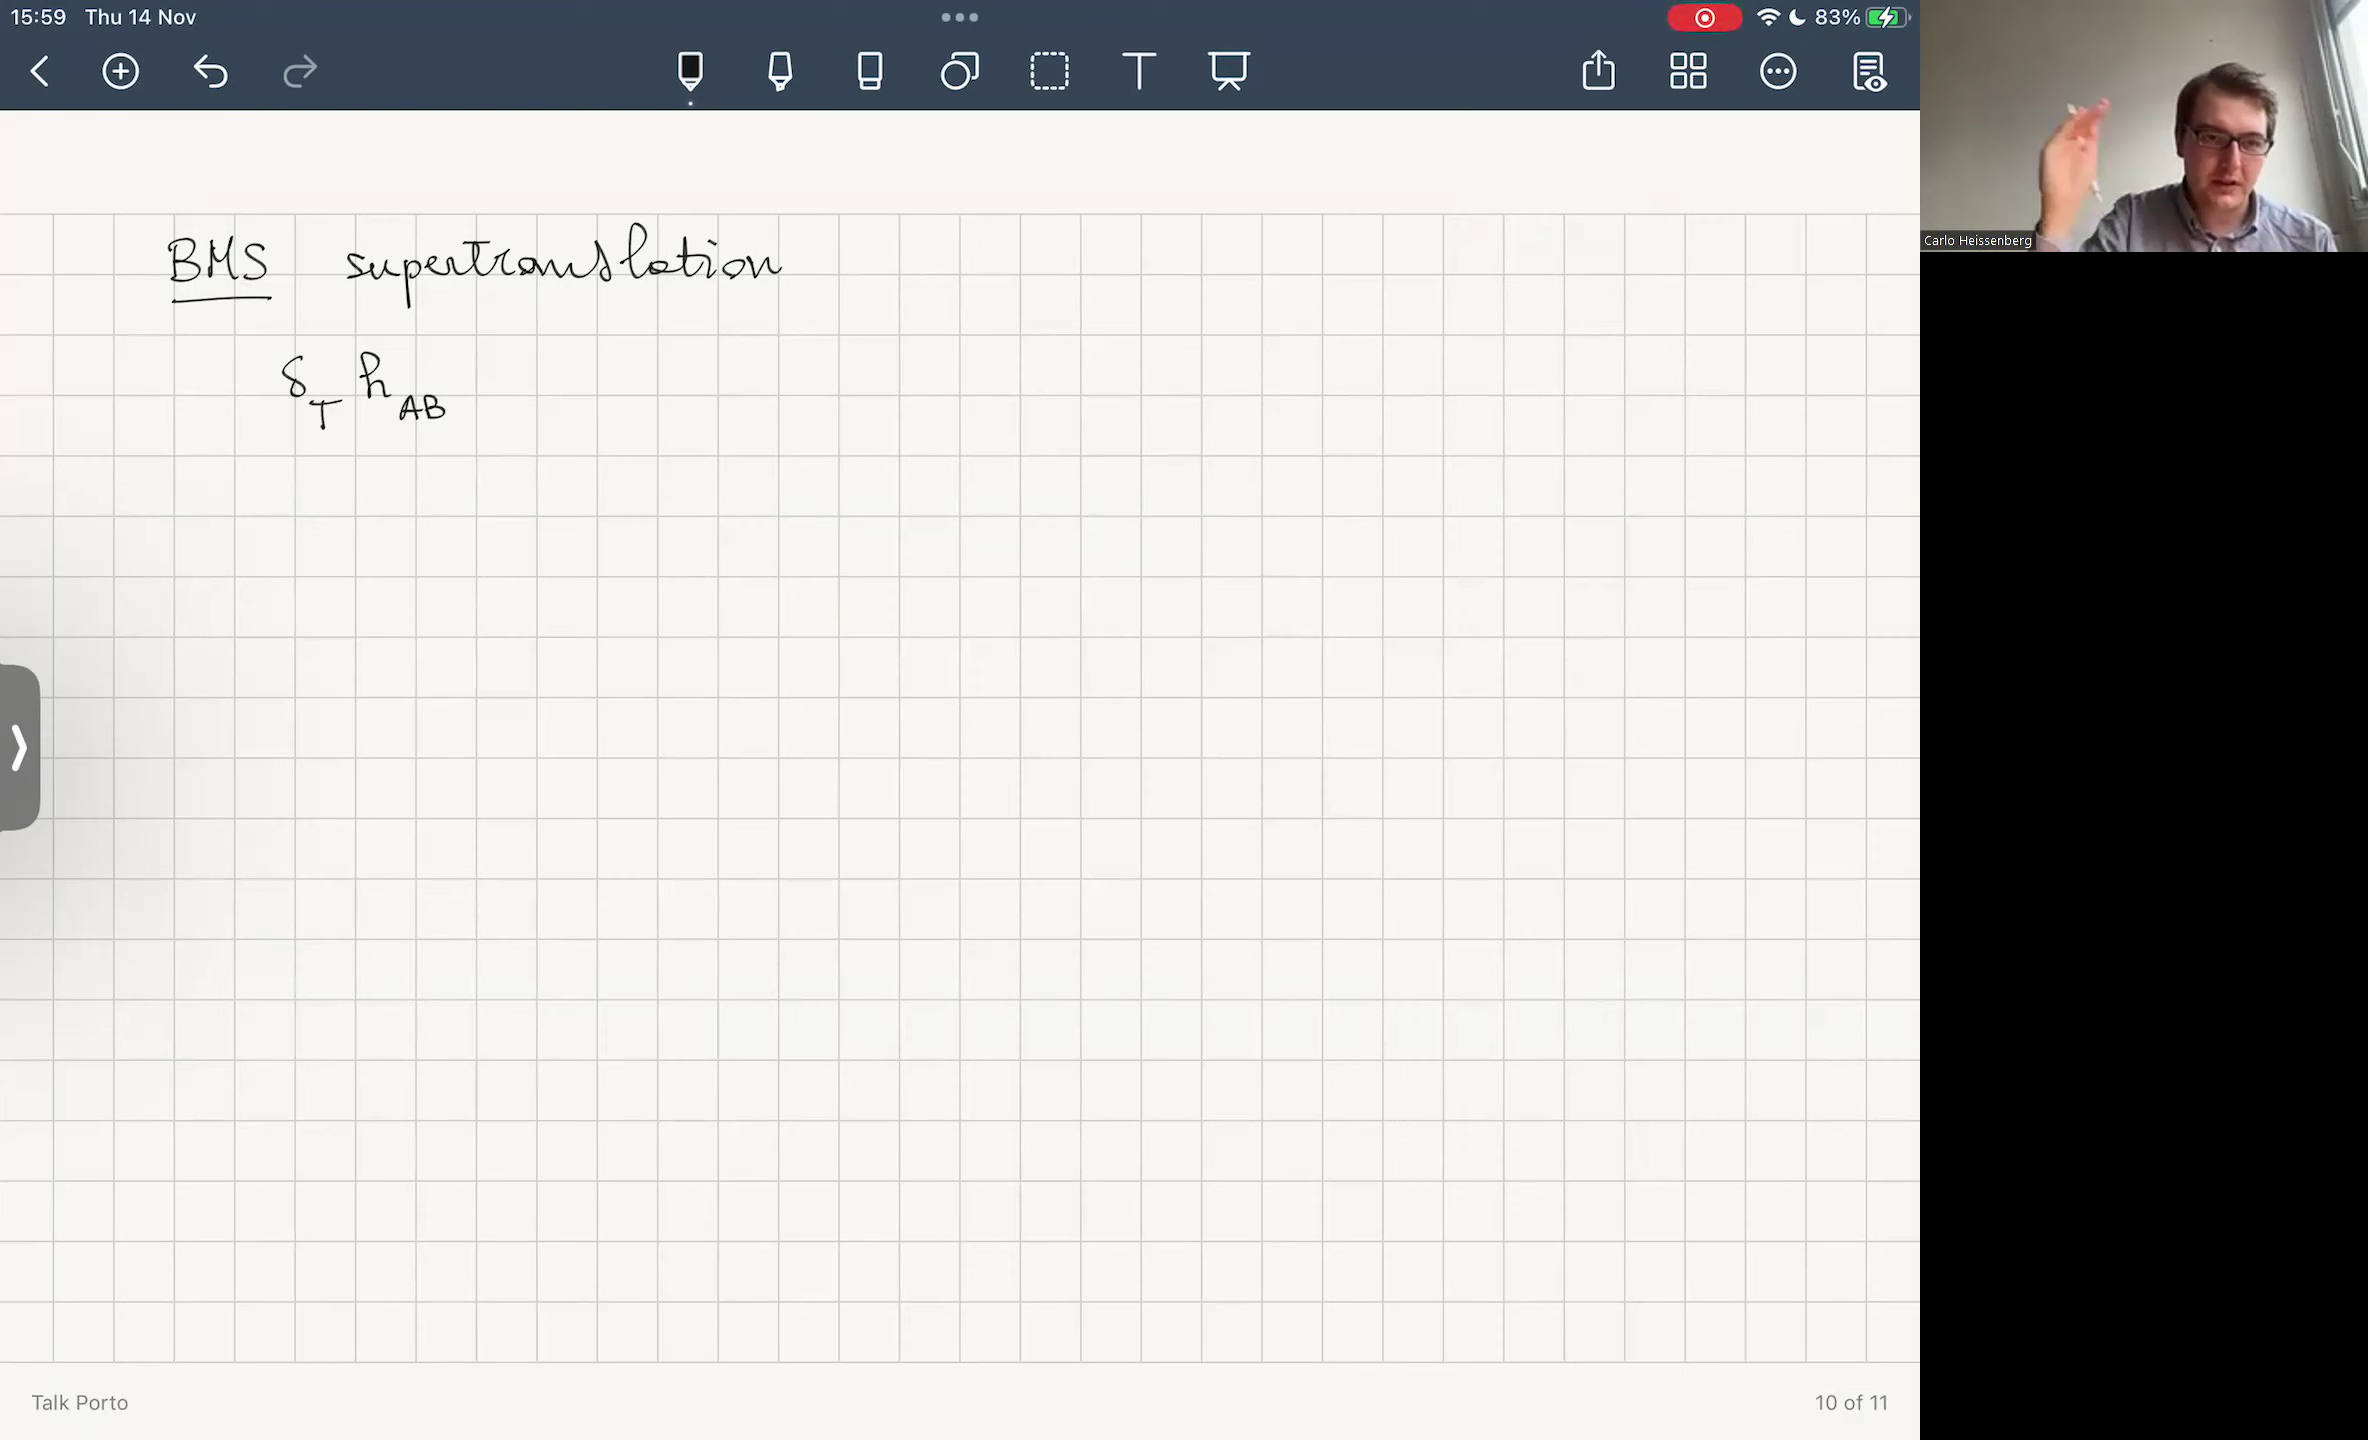 15:59 Thu 14 Nov
83%
T
Carlo Heissenberg
BMS supertranslation
δ_T h_AB
Talk Porto
10 of 11